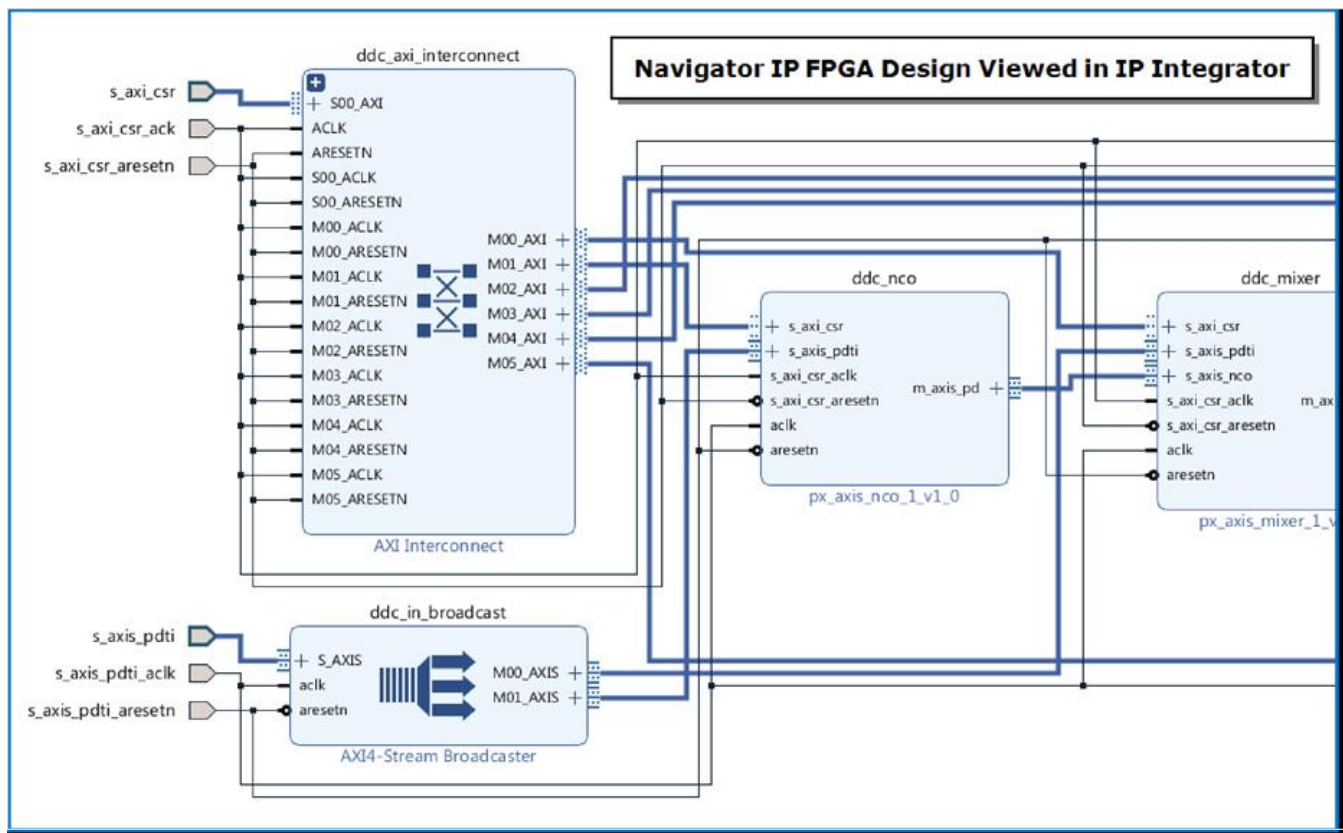 Navigator IP FPGA Design Viewed in IP Integrator
ddc_axi_interconnect
s_axi_csr
s_axi_csr_ack
s_axi_csr_aresetn
S00_AXI
ACLK
ARESETN
S00_ACLK
S00_ARESETN
M00_ACLK
M00_ARESETN
M01_ACLK
M01_ARESETN
M02_ACLK
M02_ARESETN
M03_ACLK
M03_ARESETN
M04_ACLK
M04_ARESETN
M05_ACLK
M05_ARESETN
M00_AXI
M01_AXI
M02_AXI
M03_AXI
M04_AXI
M05_AXI
AXI Interconnect
ddc_nco
s_axi_csr
s_axis_pdti
s_axi_csr_aclk
s_axi_csr_aresetn
aclk
aresetn
m_axis_pd
px_axis_nco_1_v1_0
ddc_mixer
s_axi_csr
s_axis_pdti
s_axis_nco
s_axi_csr_aclk
s_axi_csr_aresetn
aclk
aresetn
m_ax
px_axis_mixer_1_v
ddc_in_broadcast
s_axis_pdti
s_axis_pdti_aclk
s_axis_pdti_aresetn
S_AXIS
aclk
aresetn
M00_AXIS
M01_AXIS
AXI4-Stream Broadcaster